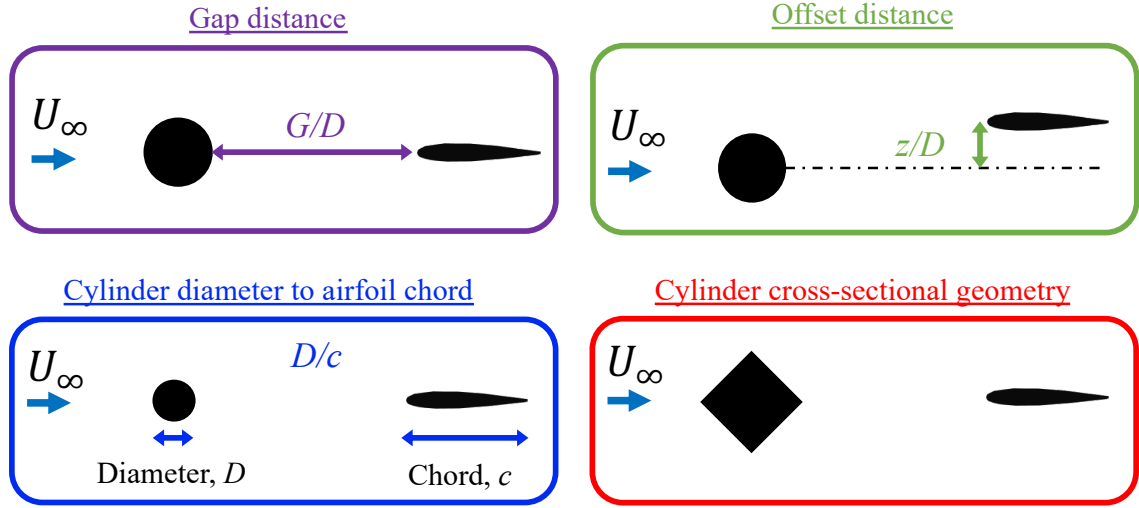 Gap distance
U∞
G/D
Offset distance
U∞
z/D
Cylinder diameter to airfoil chord
U∞
D/c
Diameter, D
Chord, c
Cylinder cross-sectional geometry
U∞